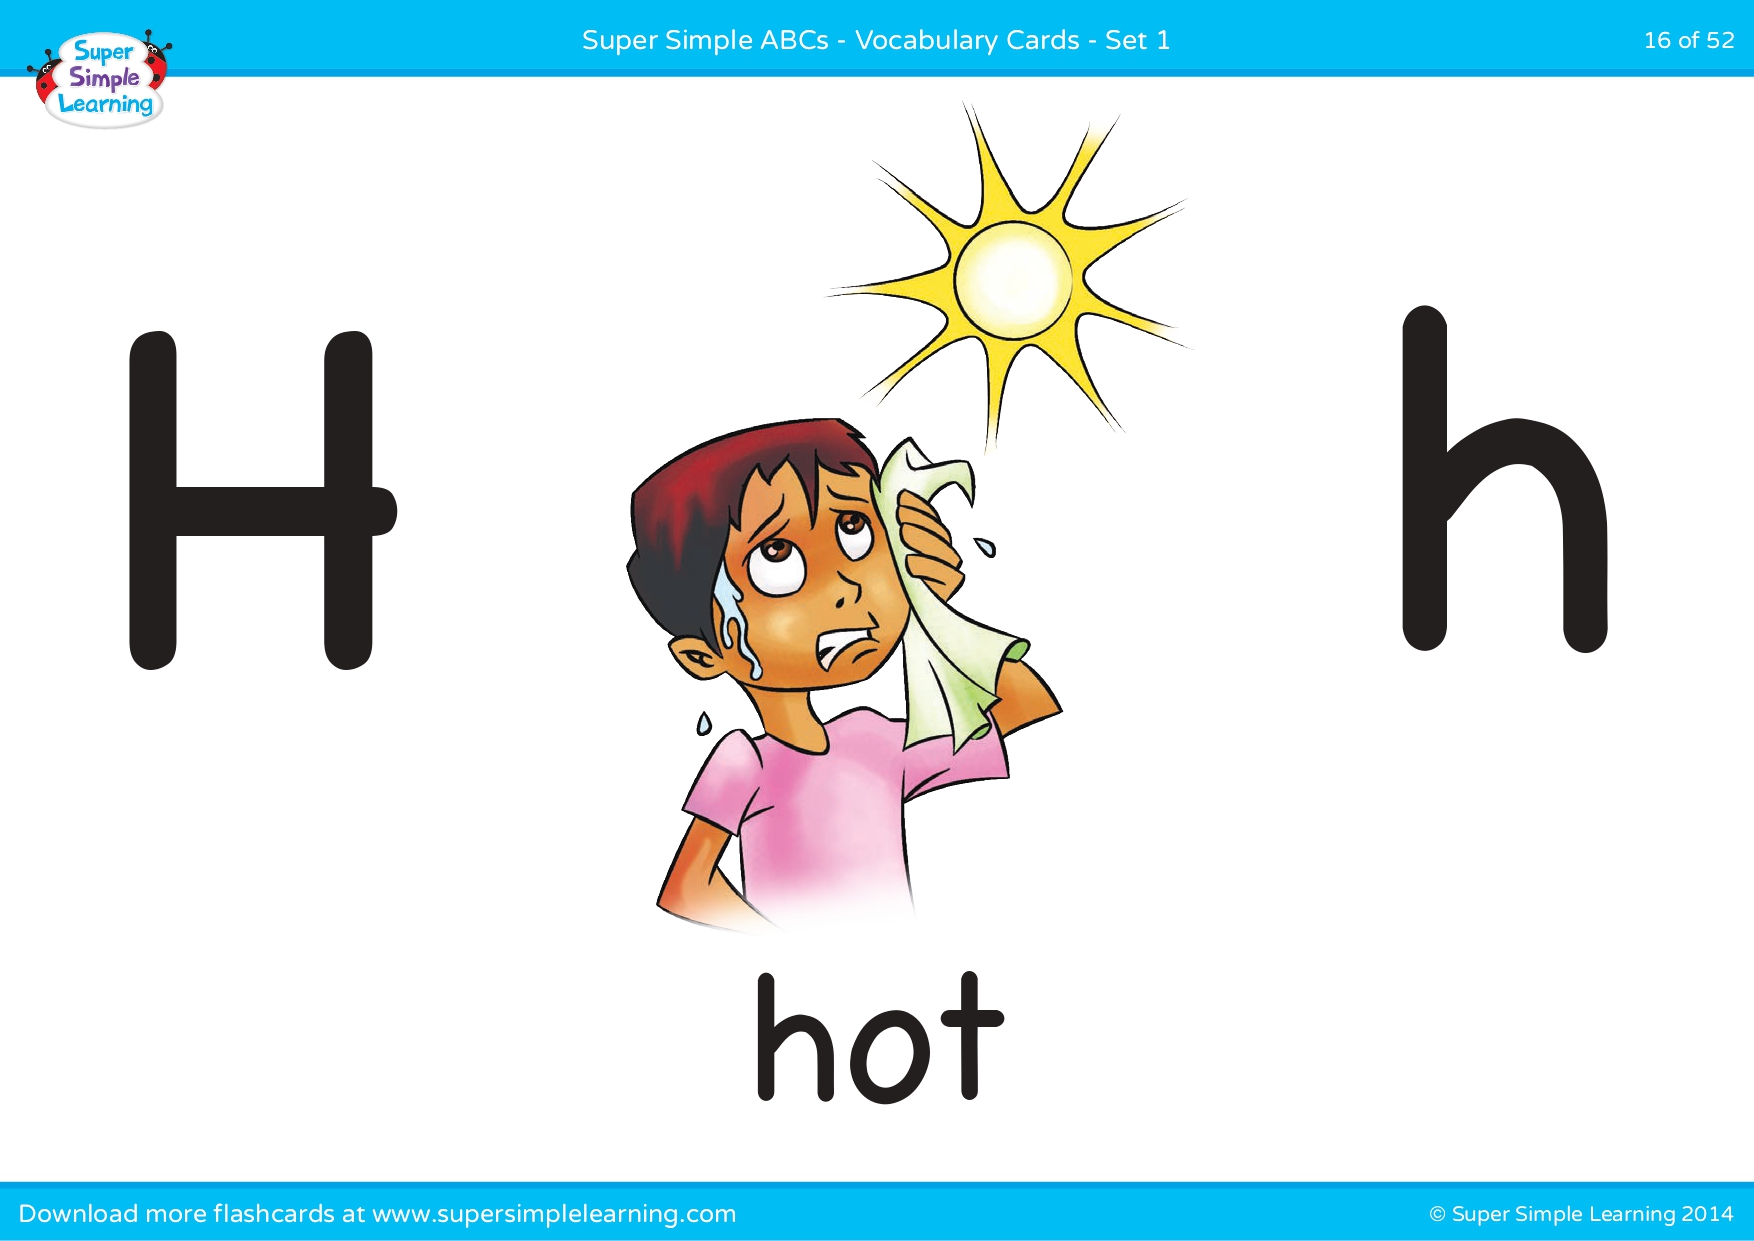 Super Simple ABCs - Vocabulary Cards - Set 1
16 of 52
Super
Simple
Learning
H
h
hot
Download more flashcards at www.supersimplelearning.com
© Super Simple Learning 2014